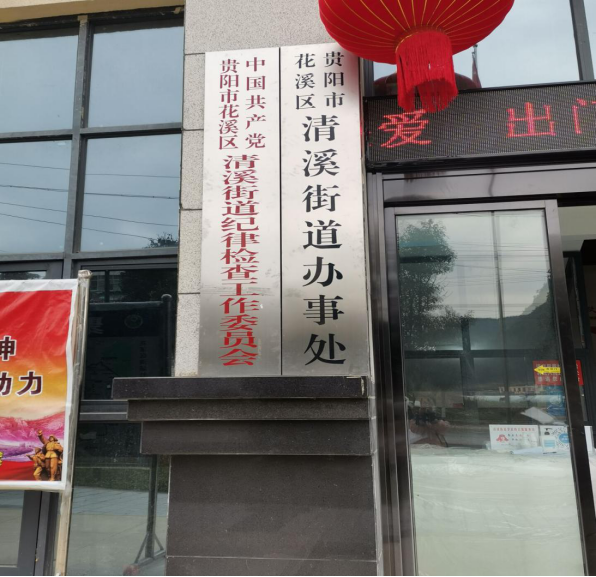 中国共产党
贵阳市花溪区
清溪街道纪律检查工作委员会
贵阳市
花溪区
清溪街道办事处
爱 出门
神
动力